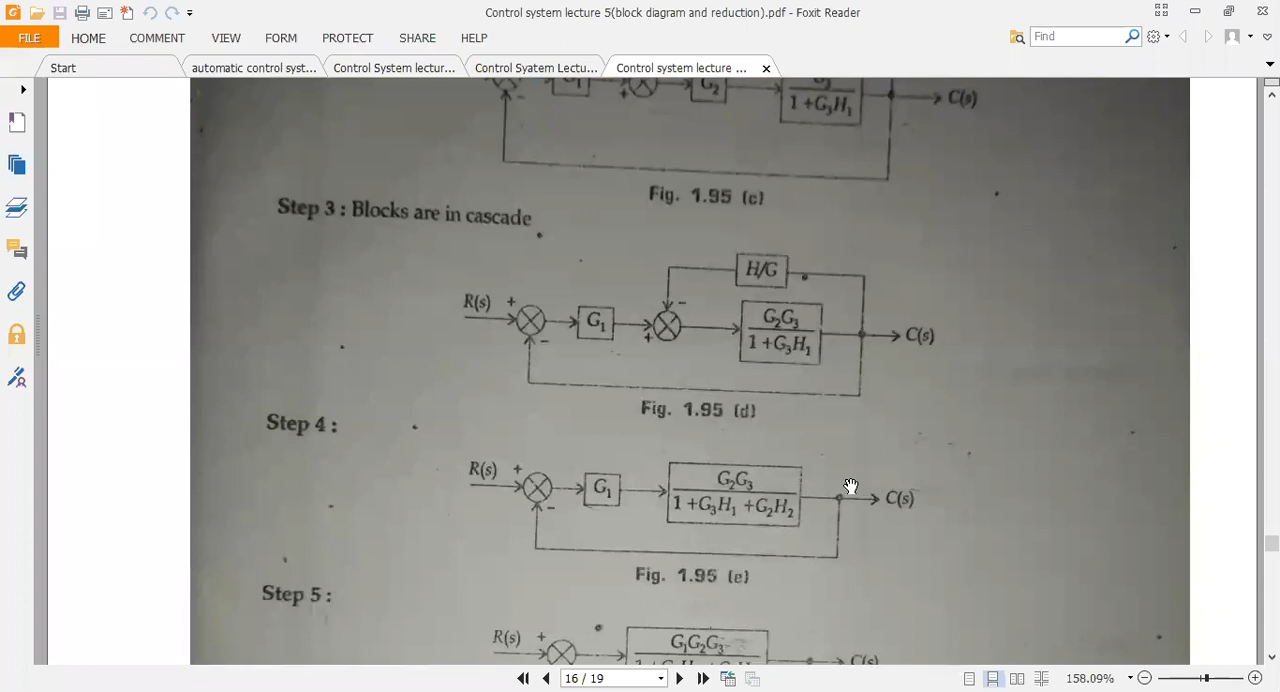 Control system lecture 5(block diagram and reduction).pdf - Foxit Reader
FILE HOME COMMENT VIEW FORM PROTECT SHARE HELP Find
Start automatic control syst... Control System lectur... Control Syatem Lectu... Control system lecture ...
G₁ + G₂ 1+G₃H₁ C(s)
-
Fig. 1.95 (c)
Step 3 : Blocks are in cascade
H/G
R(s) + - G₁ + - G₂G₃ C(s)
1+G₃H₁
Fig. 1.95 (d)
Step 4 :
R(s) + - G₁ G₂G₃ C(s)
1+G₃H₁ +G₂H₂
Fig. 1.95 (e)
Step 5 :
R(s) + G₁G₂G₃ C(s)
16 / 19 158.09%